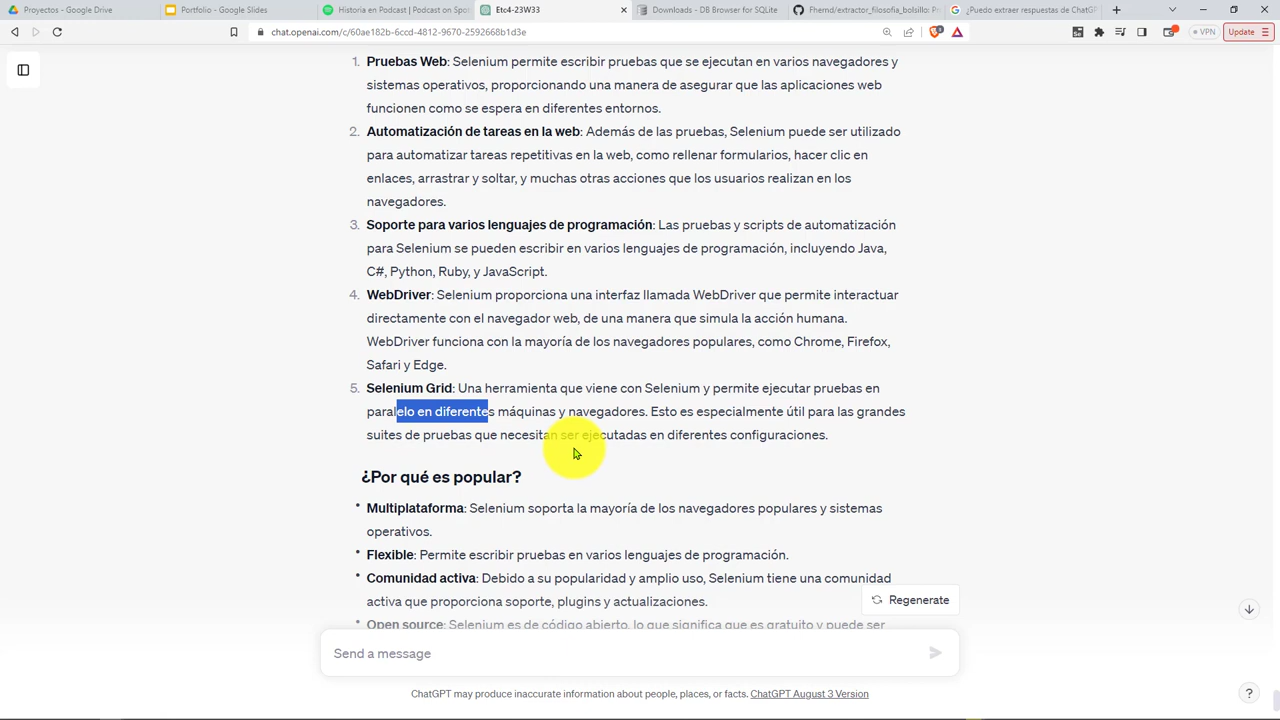 Proyectos - Google Drive
Portfolio - Google Slides
Historia en Podcast | Podcast on Spo
Etc4-23W33
Downloads - DB Browser for SQLite
Fhernd/extractor_filosofia_bolsillo: P
¿Puedo extraer respuestas de ChatG
chat.openai.com/c/60ae182b-6ccd-4812-9670-2592668b1d3e
VPN
Update
1. Pruebas Web: Selenium permite escribir pruebas que se ejecutan en varios navegadores y
sistemas operativos, proporcionando una manera de asegurar que las aplicaciones web
funcionen como se espera en diferentes entornos.
2. Automatización de tareas en la web: Además de las pruebas, Selenium puede ser utilizado
para automatizar tareas repetitivas en la web, como rellenar formularios, hacer clic en
enlaces, arrastrar y soltar, y muchas otras acciones que los usuarios realizan en los
navegadores.
3. Soporte para varios lenguajes de programación: Las pruebas y scripts de automatización
para Selenium se pueden escribir en varios lenguajes de programación, incluyendo Java,
C#, Python, Ruby, y JavaScript.
4. WebDriver: Selenium proporciona una interfaz llamada WebDriver que permite interactuar
directamente con el navegador web, de una manera que simula la acción humana.
WebDriver funciona con la mayoría de los navegadores populares, como Chrome, Firefox,
Safari y Edge.
5. Selenium Grid: Una herramienta que viene con Selenium y permite ejecutar pruebas en
paralelo en diferentes máquinas y navegadores. Esto es especialmente útil para las grandes
suites de pruebas que necesitan ser ejecutadas en diferentes configuraciones.
¿Por qué es popular?
• Multiplataforma: Selenium soporta la mayoría de los navegadores populares y sistemas
operativos.
• Flexible: Permite escribir pruebas en varios lenguajes de programación.
• Comunidad activa: Debido a su popularidad y amplio uso, Selenium tiene una comunidad
activa que proporciona soporte, plugins y actualizaciones.
Regenerate
• Open source: Selenium es de código abierto, lo que significa que es gratuito y puede ser
Send a message
ChatGPT may produce inaccurate information about people, places, or facts. ChatGPT August 3 Version
?